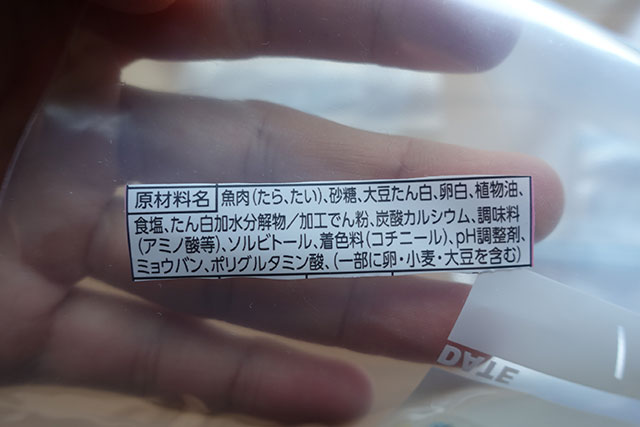 原材料名 魚肉(たら、たい)、砂糖、大豆たん白、卵白、植物油、
食塩、たん白加水分解物/加工でん粉、炭酸カルシウム、調味料
(アミノ酸等)、ソルビトール、着色料(コチニール)、pH調整剤、
ミョウバン、ポリグルタミン酸、(一部に卵・小麦・大豆を含む)
DATE